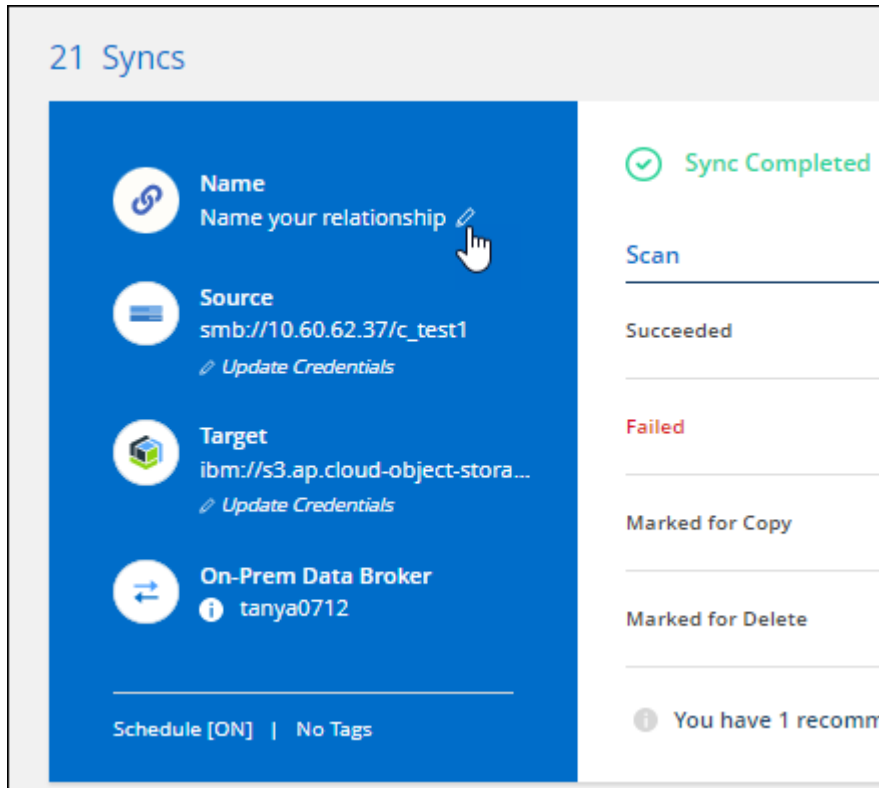 21 Syncs
Name
Name your relationship
Source
smb://10.60.62.37/c_test1
Update Credentials
Target
ibm://s3.ap.cloud-object-stora...
Update Credentials
On-Prem Data Broker
tanya0712
Schedule [ON] | No Tags
Sync Completed
Scan
Succeeded
Failed
Marked for Copy
Marked for Delete
You have 1 recomm